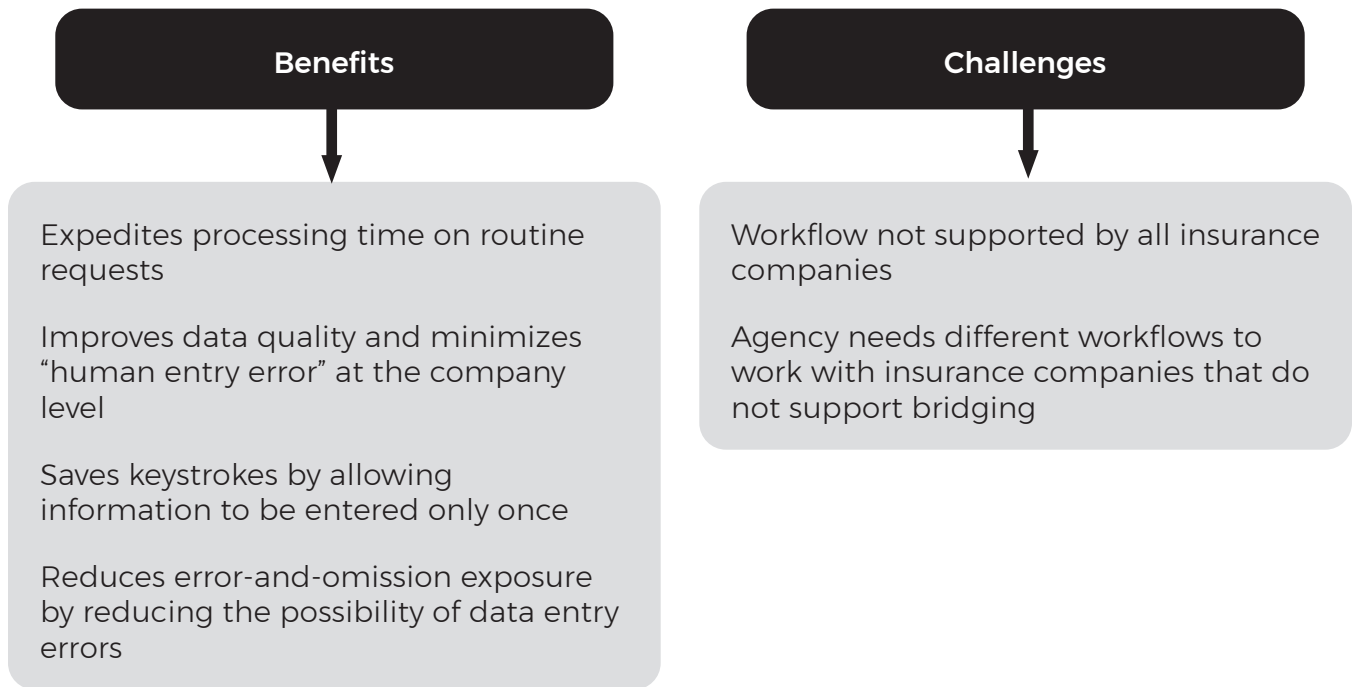 Benefits
Expedites processing time on routine
requests
Improves data quality and minimizes
“human entry error” at the company
level
Saves keystrokes by allowing
information to be entered only once
Reduces error-and-omission exposure
by reducing the possibility of data entry
errors
Challenges
Workflow not supported by all insurance
companies
Agency needs different workflows to
work with insurance companies that do
not support bridging